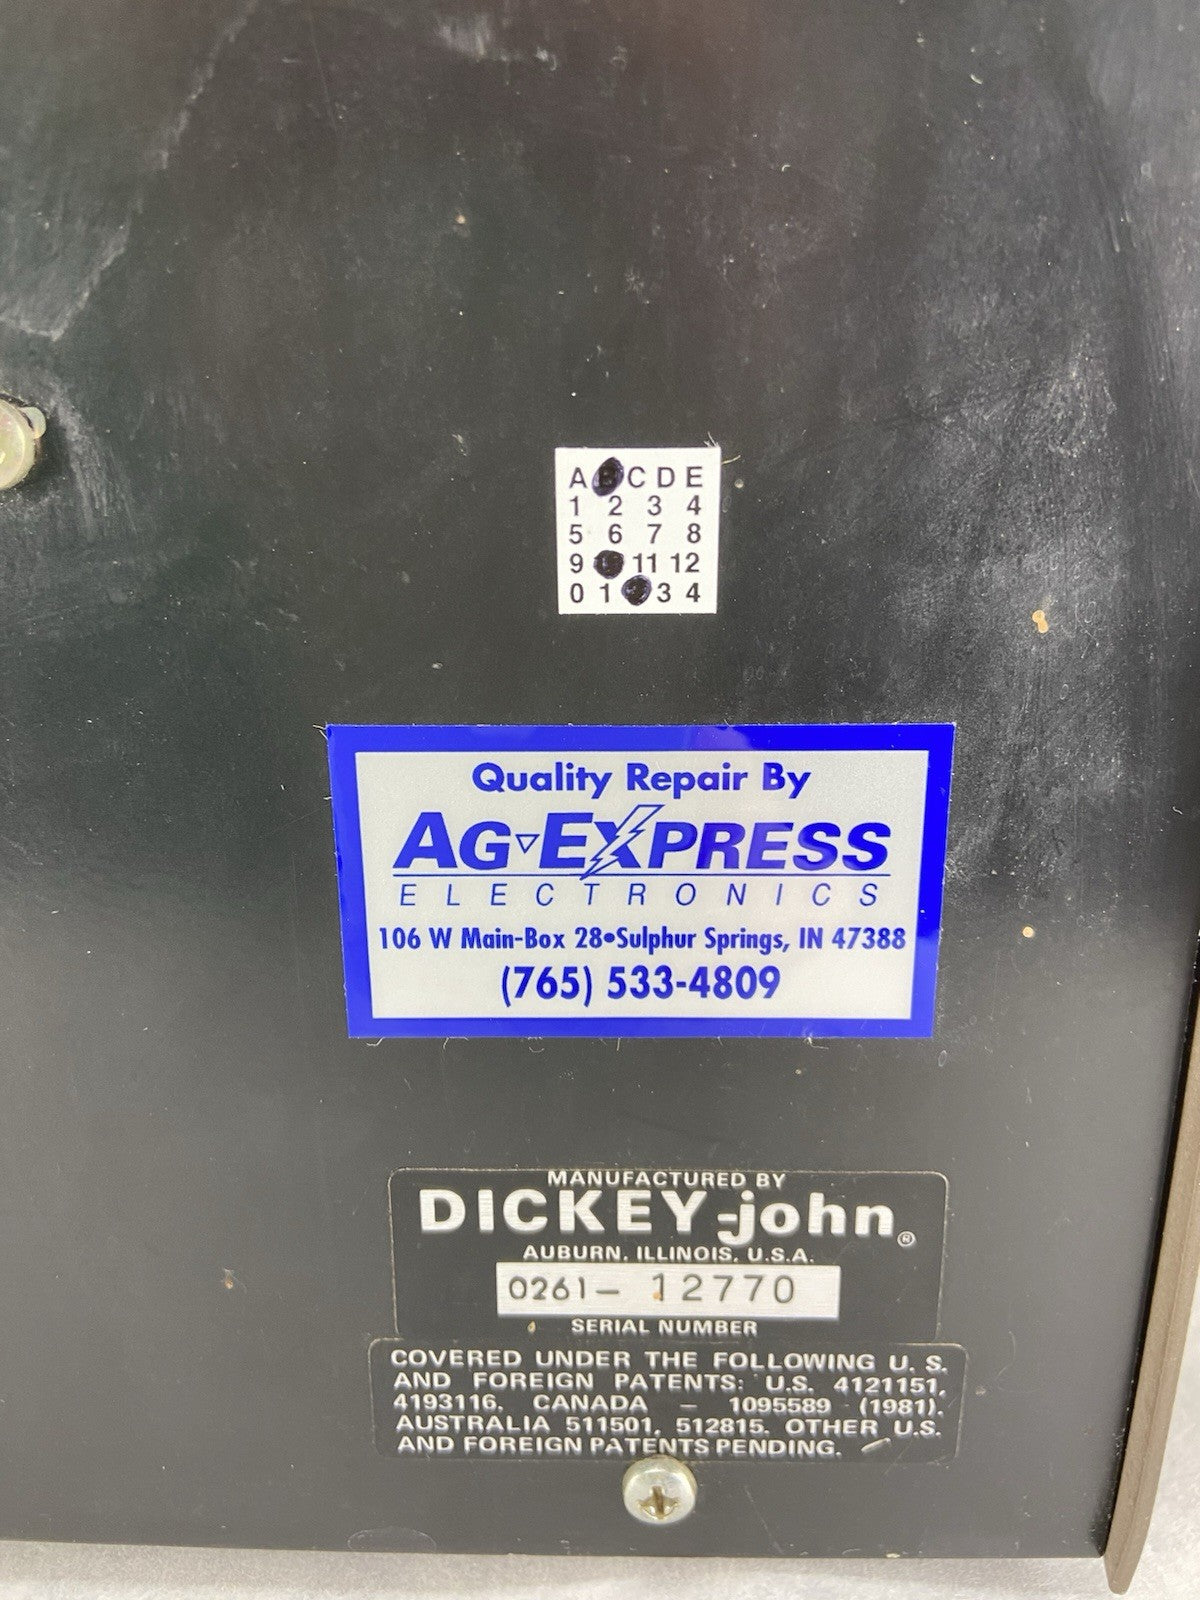 A B C D E
1 2 3 4
5 6 7 8
9 11 12
0 1 3 4
Quality Repair By
AG EXPRESS
ELECTRONICS
106 W Main-Box 28•Sulphur Springs, IN 47388
(765) 533-4809
MANUFACTURED BY
DICKEY-john®
AUBURN, ILLINOIS, U.S.A.
0261- 12770
SERIAL NUMBER
COVERED UNDER THE FOLLOWING U. S.
AND FOREIGN PATENTS: U.S. 4121151,
4193116, CANADA — 1095589 (1981),
AUSTRALIA 511501, 512815. OTHER U.S.
AND FOREIGN PATENTS PENDING.